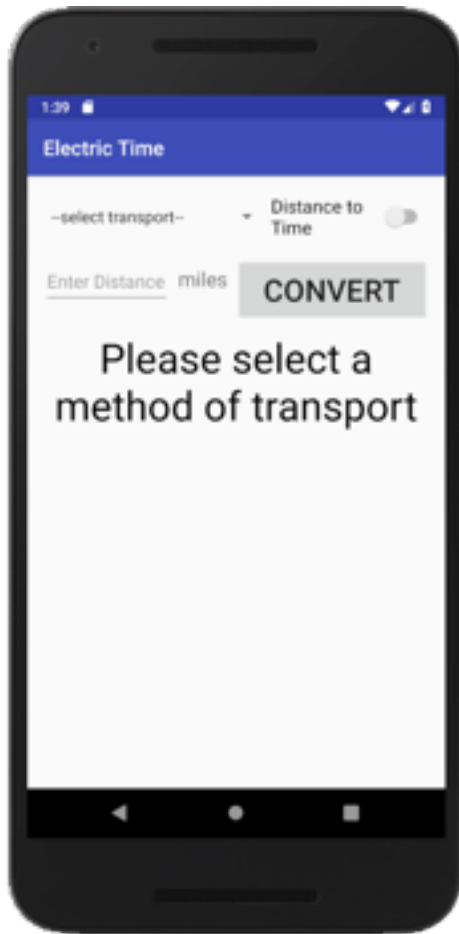 1:39
Electric Time
--select transport--
Distance to
Time
Enter Distance miles
CONVERT
Please select a
method of transport